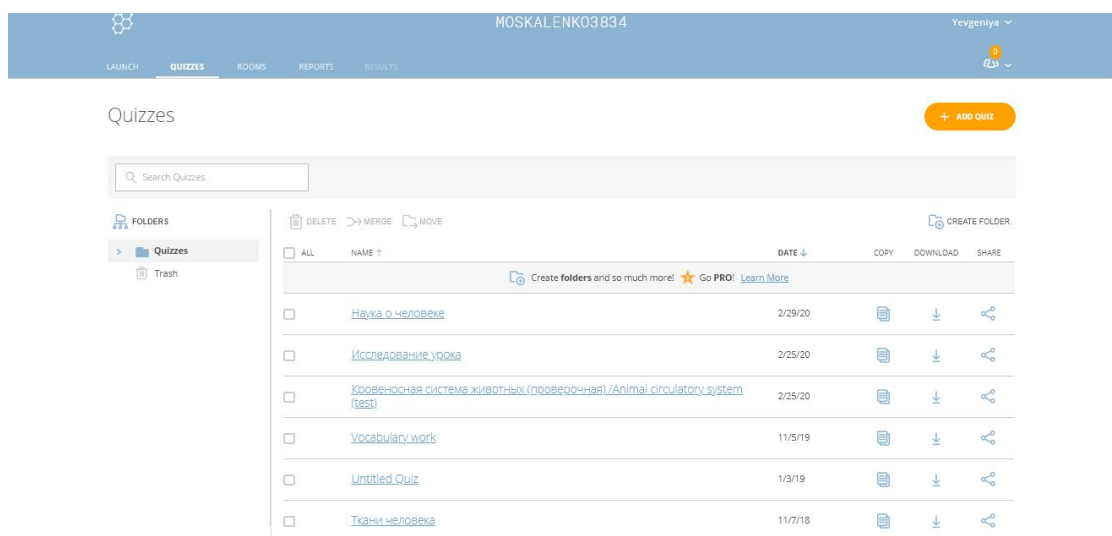 MOSKALENKO3834
Yevgeniya
0
LAUNCH QUIZZES ROOMS REPORTS RESULTS
Quizzes
+ ADD QUIZ
Search Quizzes
FOLDERS
DELETE MERGE MOVE
CREATE FOLDER
Quizzes
Trash
ALL NAME ↑ DATE ↓ COPY DOWNLOAD SHARE
Create folders and so much more! Go PRO! Learn More
Наука о человеке 2/29/20
Исследование урока 2/25/20
Кровеносная система животных (проверочная) /Animal circulatory system
(test) 2/25/20
Vocabulary work 11/5/19
Untitled Quiz 1/3/19
Ткани человека 11/7/18